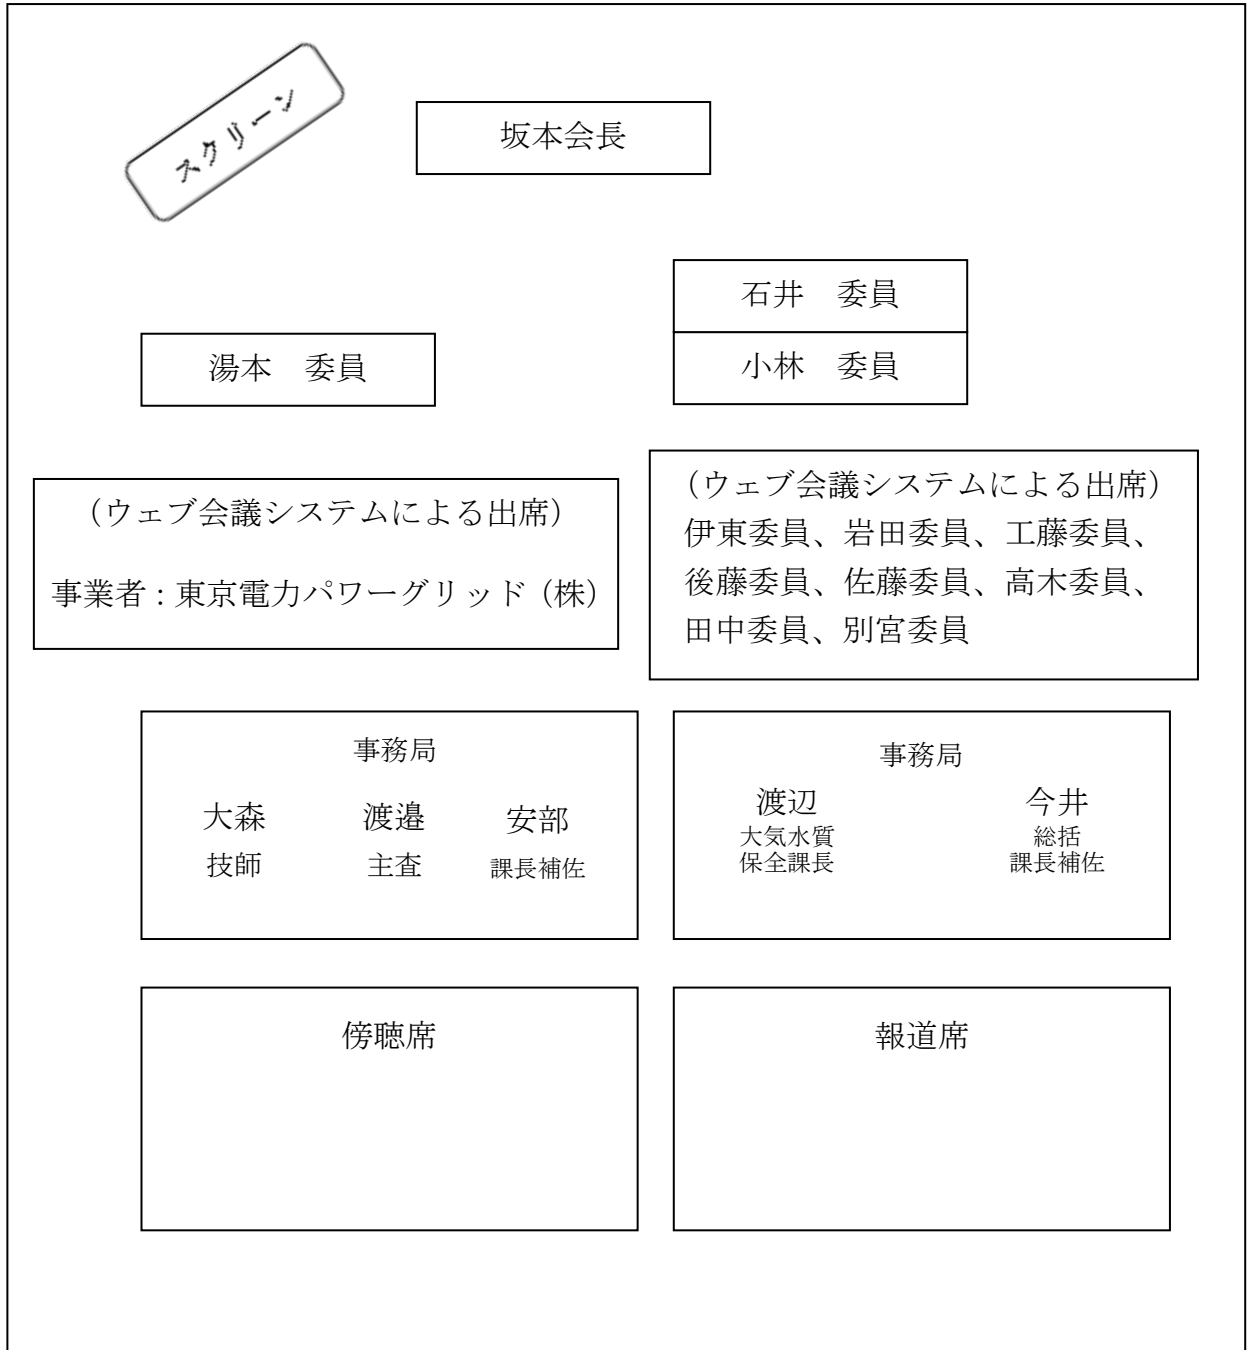 スクリーン
坂本会長
石井　委員
小林　委員
湯本　委員
（ウェブ会議システムによる出席）
事業者：東京電力パワーグリッド（株）
（ウェブ会議システムによる出席）
伊東委員、岩田委員、工藤委員、
後藤委員、佐藤委員、高木委員、
田中委員、別宮委員
事務局
大森　渡邉　安部
技師　主査　課長補佐
事務局
渡辺　今井
大気水質　総括
保全課長　課長補佐
傍聴席
報道席